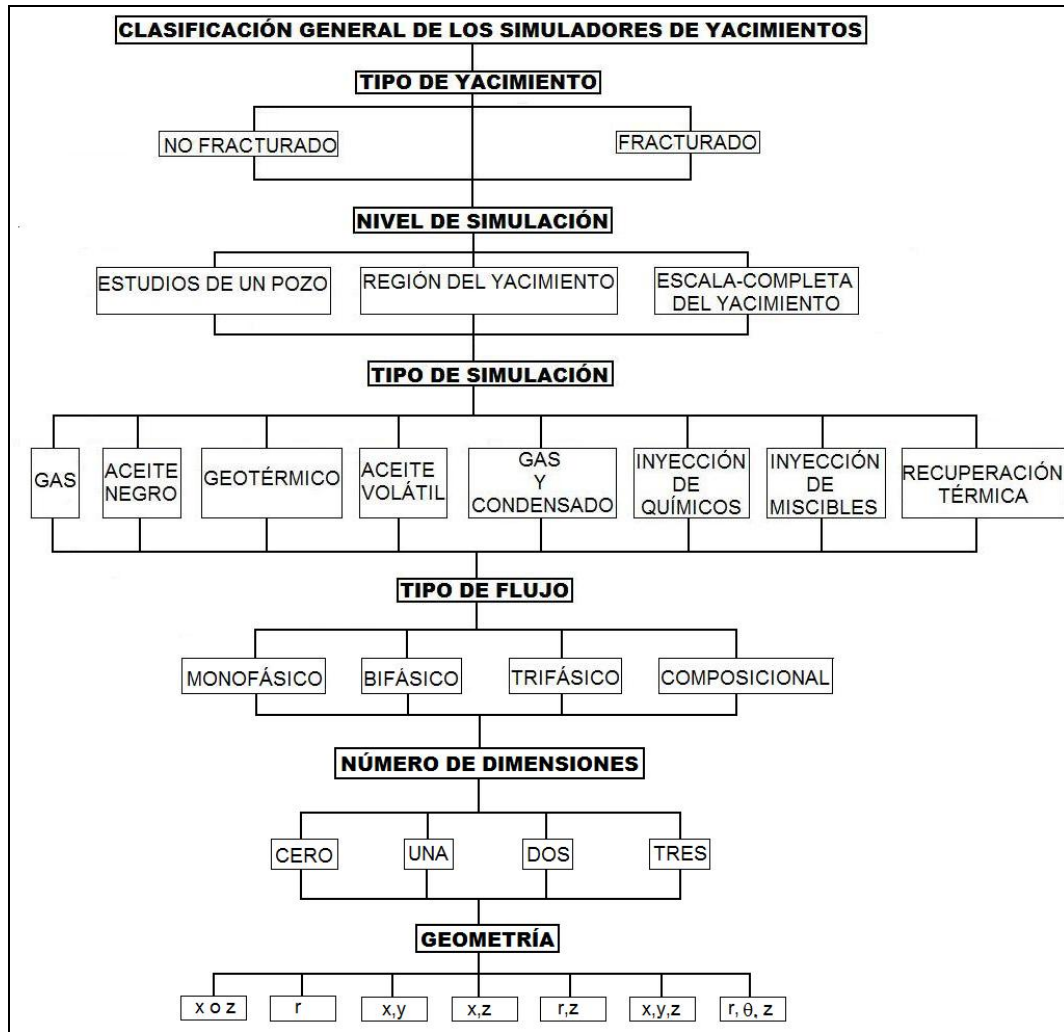 CLASIFICACIÓN GENERAL DE LOS SIMULADORES DE YACIMIENTOS
TIPO DE YACIMIENTO
NO FRACTURADO
FRACTURADO
NIVEL DE SIMULACIÓN
ESTUDIOS DE UN POZO
REGIÓN DEL YACIMIENTO
ESCALA-COMPLETA
DEL YACIMIENTO
TIPO DE SIMULACIÓN
GAS
ACEITE
NEGRO
GEOTÉRMICO
ACEITE
VOLÁTIL
GAS
Y
CONDENSADO
INYECCIÓN
DE
QUÍMICOS
INYECCIÓN
DE
MISCIBLES
RECUPERACIÓN
TÉRMICA
TIPO DE FLUJO
MONOFÁSICO
BIFÁSICO
TRIFÁSICO
COMPOSICIONAL
NÚMERO DE DIMENSIONES
CERO
UNA
DOS
TRES
GEOMETRÍA
x o z
r
x,y
x,z
r,z
x,y,z
r, θ, z